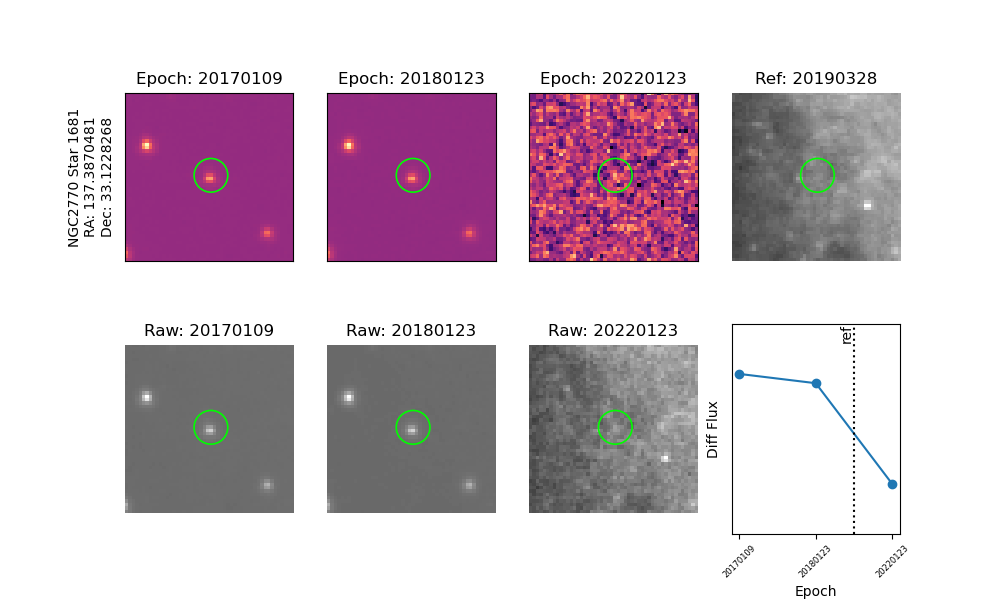 NGC2770 Star 1681
RA: 137.3870481
Dec: 33.1228268
Epoch: 20170109
Epoch: 20180123
Epoch: 20220123
Ref: 20190328
Raw: 20170109
Raw: 20180123
Raw: 20220123
ref
Diff Flux
20170109
20180123
20220123
Epoch